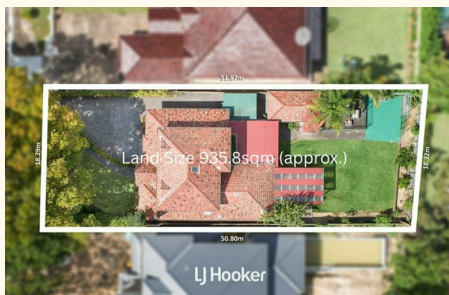 51.57m
18.29m
Land Size 935.8sqm (approx.)
18.32m
50.80m
LJ Hooker